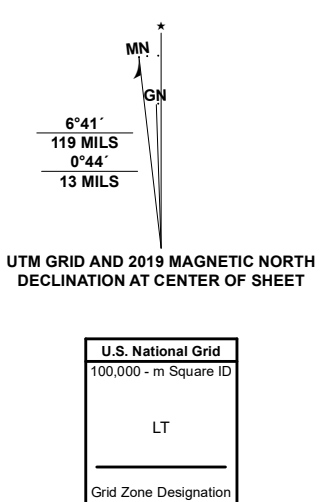 ★
MN
GN
6°41´
119 MILS
0°44´
13 MILS
UTM GRID AND 2019 MAGNETIC NORTH
DECLINATION AT CENTER OF SHEET
U.S. National Grid
100,000 - m Square ID
LT
Grid Zone Designation